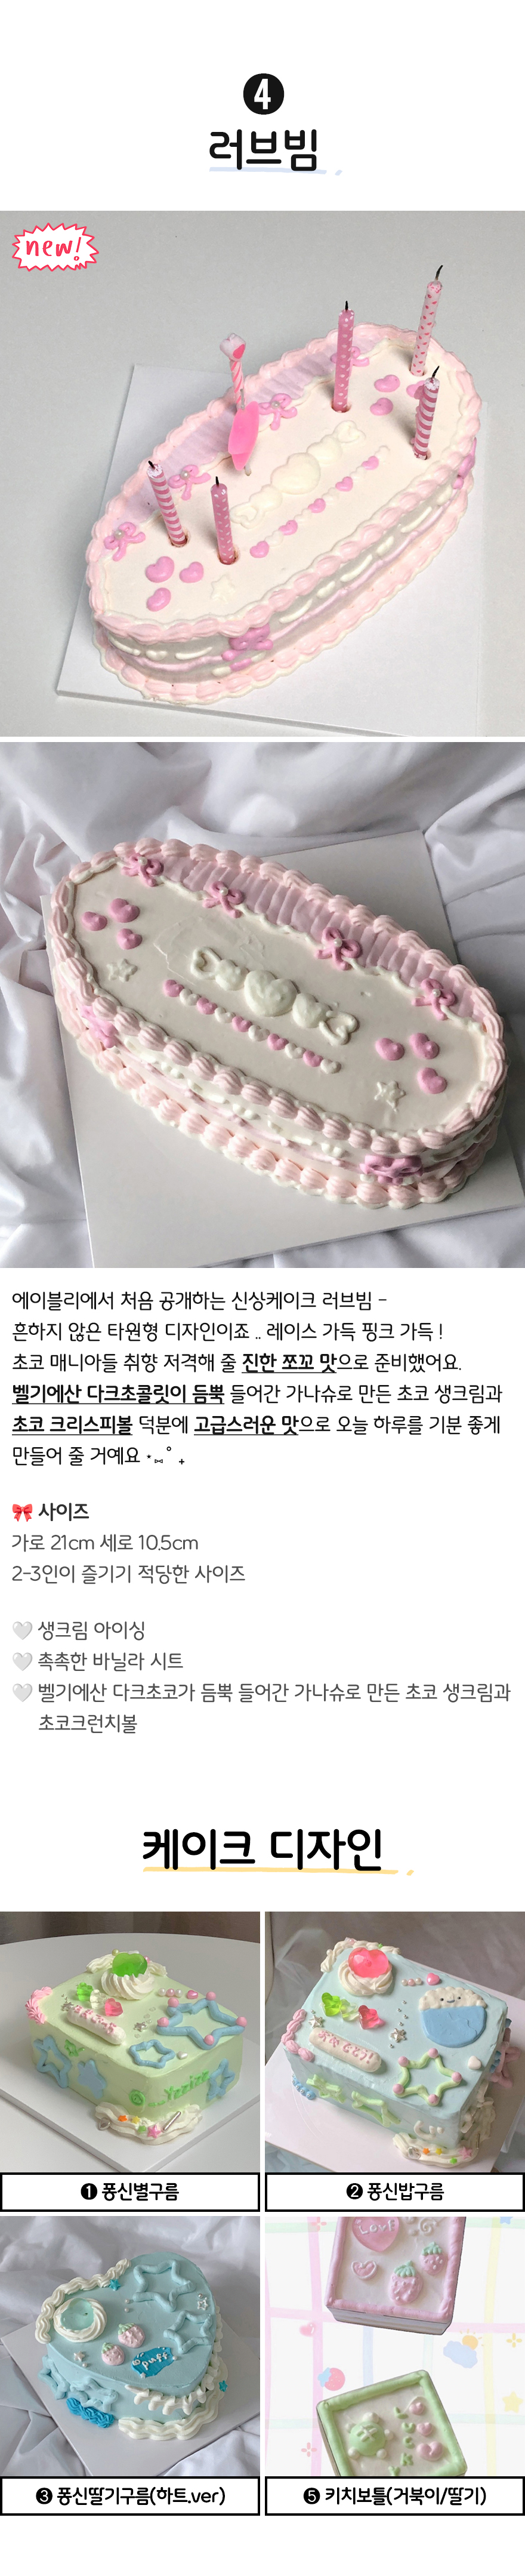 4
러브빔
new!
에이블리에서 처음 공개하는 신상케이크 러브빔 -
흔하지 않은 타원형 디자인이죠 .. 레이스 가득 핑크 가득 !
초코 매니아들 취향 저격해 줄 진한 쪼꼬 맛으로 준비했어요.
벨기에산 다크초콜릿이 듬뿍 들어간 가나슈로 만든 초코 생크림과
초코 크리스피볼 덕분에 고급스러운 맛으로 오늘 하루를 기분 좋게
만들어 줄 거예요
🎀 사이즈
가로 21cm 세로 10.5cm
2-3인이 즐기기 적당한 사이즈
🤍 생크림 아이싱
🤍 촉촉한 바닐라 시트
🤍 벨기에산 다크초코가 듬뿍 들어간 가나슈로 만든 초코 생크림과
초코크런치볼
케이크 디자인
❶ 퐁신별구름
❷ 퐁신밥구름
puff
Love
❸ 퐁신딸기구름(하트.ver)
❺ 키치보틀(거북이/딸기)